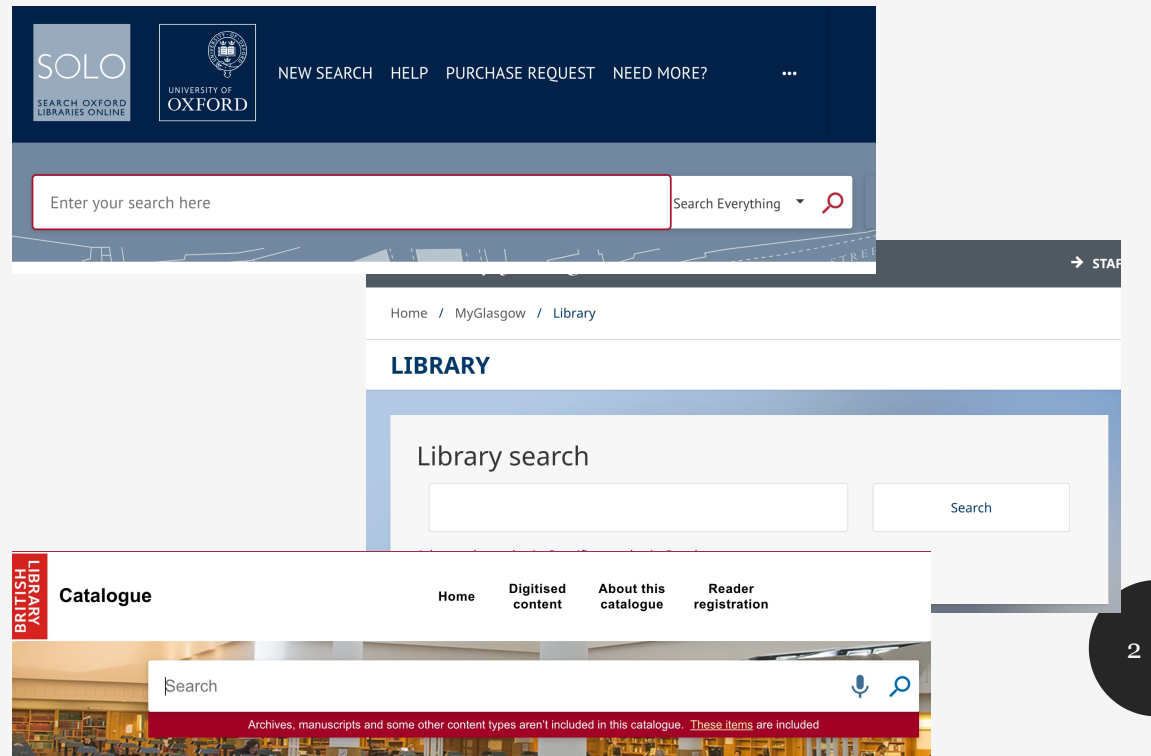 SOLO
SEARCH OXFORD
LIBRARIES ONLINE
UNIVERSITY OF
OXFORD
NEW SEARCH HELP PURCHASE REQUEST NEED MORE? ...
Enter your search here
Search Everything
STREE
→ STAF
Home / MyGlasgow / Library
LIBRARY
Library search
Search
LIBRARY
BRITISH
Catalogue
Home
Digitised
content
About this
catalogue
Reader
registration
Search
Archives, manuscripts and some other content types aren't included in this catalogue. These items are included
2